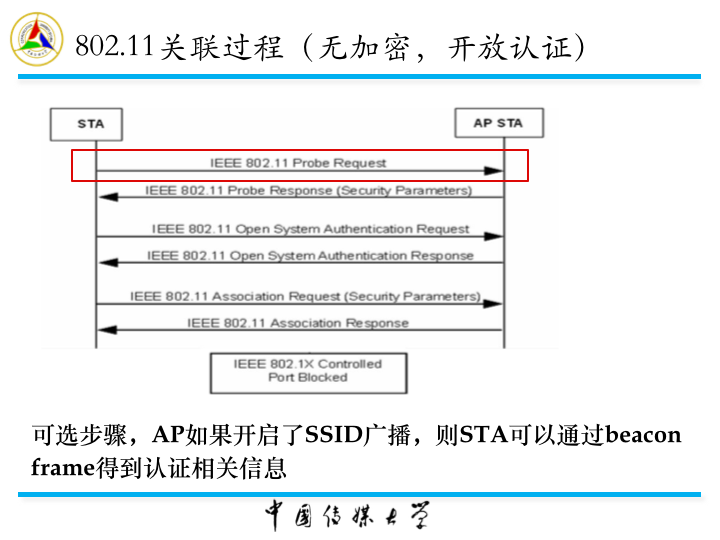 802.11关联过程（无加密，开放认证）
STA
AP STA
IEEE 802.11 Probe Request
IEEE 802.11 Probe Response (Security Parameters)
IEEE 802.11 Open System Authentication Request
IEEE 802.11 Open System Authentication Response
IEEE 802.11 Association Request (Security Parameters)
IEEE 802.11 Association Response
IEEE 802.1X Controlled
Port Blocked
可选步骤，AP如果开启了SSID广播，则STA可以通过beacon
frame得到认证相关信息
中国传媒大学